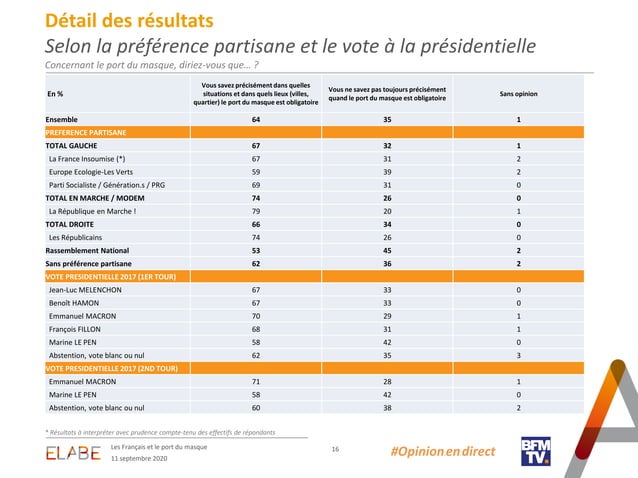 Détail des résultats
Selon la préférence partisane et le vote à la présidentielle
Concernant le port du masque, diriez-vous que… ?
En %
Vous savez précisément dans quelles
situations et dans quels lieux (villes,
quartier) le port du masque est obligatoire
Vous ne savez pas toujours précisément
quand le port du masque est obligatoire
Sans opinion
Ensemble 64 35 1
PREFERENCE PARTISANE
TOTAL GAUCHE 67 32 1
La France Insoumise (*) 67 31 2
Europe Ecologie-Les Verts 59 39 2
Parti Socialiste / Génération.s / PRG 69 31 0
TOTAL EN MARCHE / MODEM 74 26 0
La République en Marche ! 79 20 1
TOTAL DROITE 66 34 0
Les Républicains 74 26 0
Rassemblement National 53 45 2
Sans préférence partisane 62 36 2
VOTE PRESIDENTIELLE 2017 (1ER TOUR)
Jean-Luc MELENCHON 67 33 0
Benoît HAMON 67 33 0
Emmanuel MACRON 70 29 1
François FILLON 68 31 1
Marine LE PEN 58 42 0
Abstention, vote blanc ou nul 62 35 3
VOTE PRESIDENTIELLE 2017 (2ND TOUR)
Emmanuel MACRON 71 28 1
Marine LE PEN 58 42 0
Abstention, vote blanc ou nul 60 38 2
* Résultats à interpréter avec prudence compte-tenu des effectifs de répondants
ELABE
Les Français et le port du masque
11 septembre 2020
16
#Opinion en direct
BFM
TV.